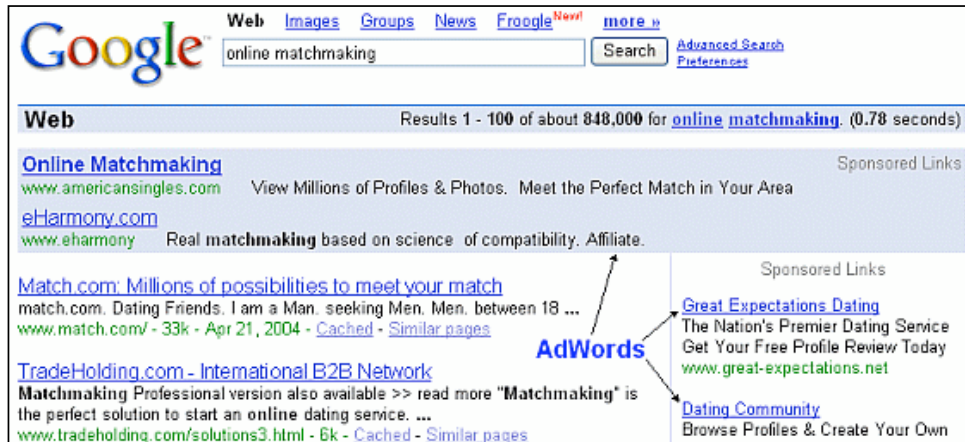 Google™ Web Images Groups News Froogle New! more »
online matchmaking Search Advanced Search
Preferences
Web Results 1 - 100 of about 848,000 for online matchmaking. (0.78 seconds)
Online Matchmaking Sponsored Links
www.americansingles.com View Millions of Profiles & Photos. Meet the Perfect Match in Your Area
eHarmony.com
www.eharmony Real matchmaking based on science of compatibility. Affiliate.
Match.com: Millions of possibilities to meet your match
match.com. Dating Friends. I am a Man. seeking Men. Men. between 18 ...
www.match.com/ - 33k - Apr 21, 2004 - Cached - Similar pages
TradeHolding.com - International B2B Network
Matchmaking Professional version also available >> read more "Matchmaking" is
the perfect solution to start an online dating service. ...
www.tradeholding.com/solutions3.html - 6k - Cached - Similar pages
AdWords
Sponsored Links
Great Expectations Dating
The Nation's Premier Dating Service
Get Your Free Profile Review Today
www.great-expectations.net
Dating Community
Browse Profiles & Create Your Own